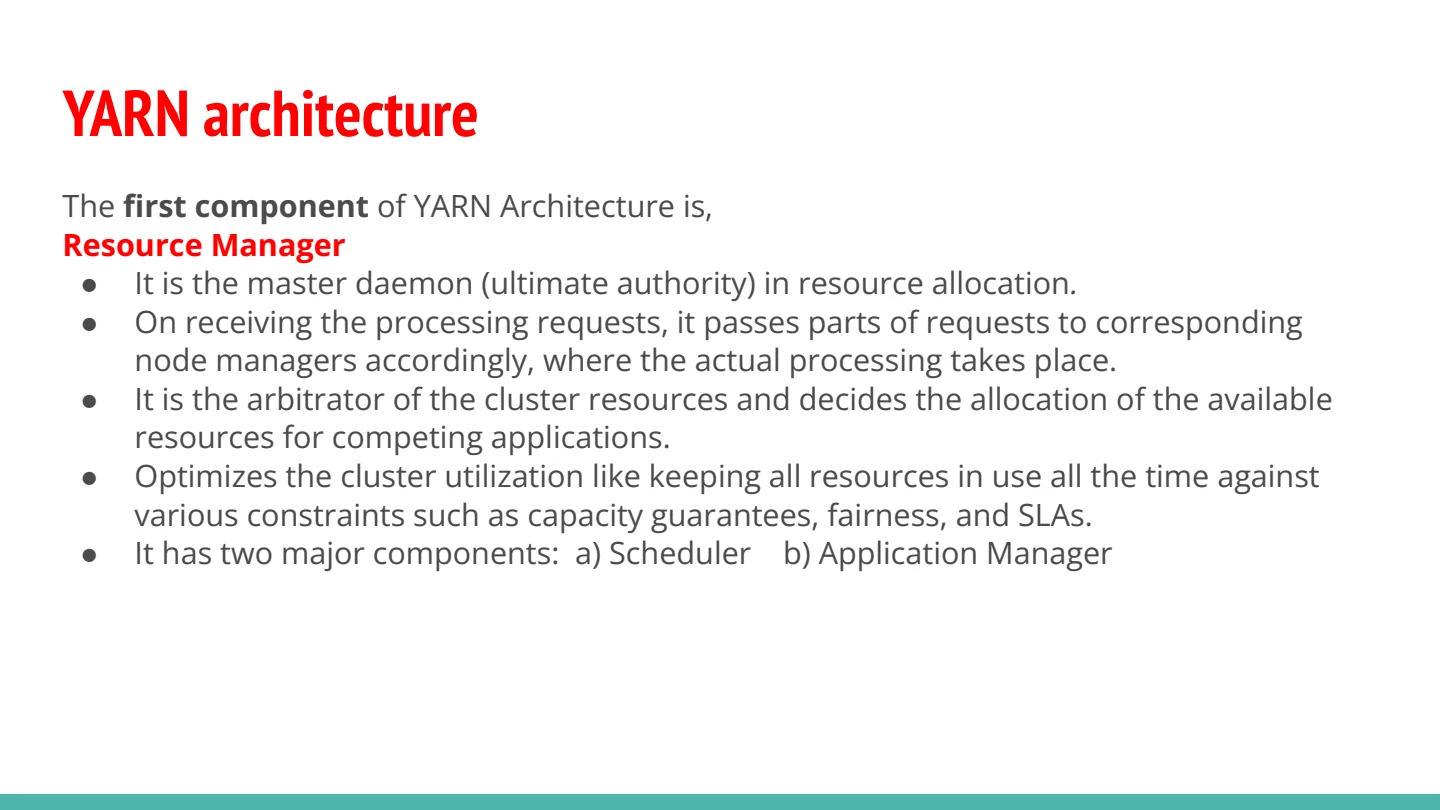 YARN architecture
The first component of YARN Architecture is,
Resource Manager
● It is the master daemon (ultimate authority) in resource allocation.
● On receiving the processing requests, it passes parts of requests to corresponding
node managers accordingly, where the actual processing takes place.
● It is the arbitrator of the cluster resources and decides the allocation of the available
resources for competing applications.
● Optimizes the cluster utilization like keeping all resources in use all the time against
various constraints such as capacity guarantees, fairness, and SLAs.
● It has two major components: a) Scheduler b) Application Manager